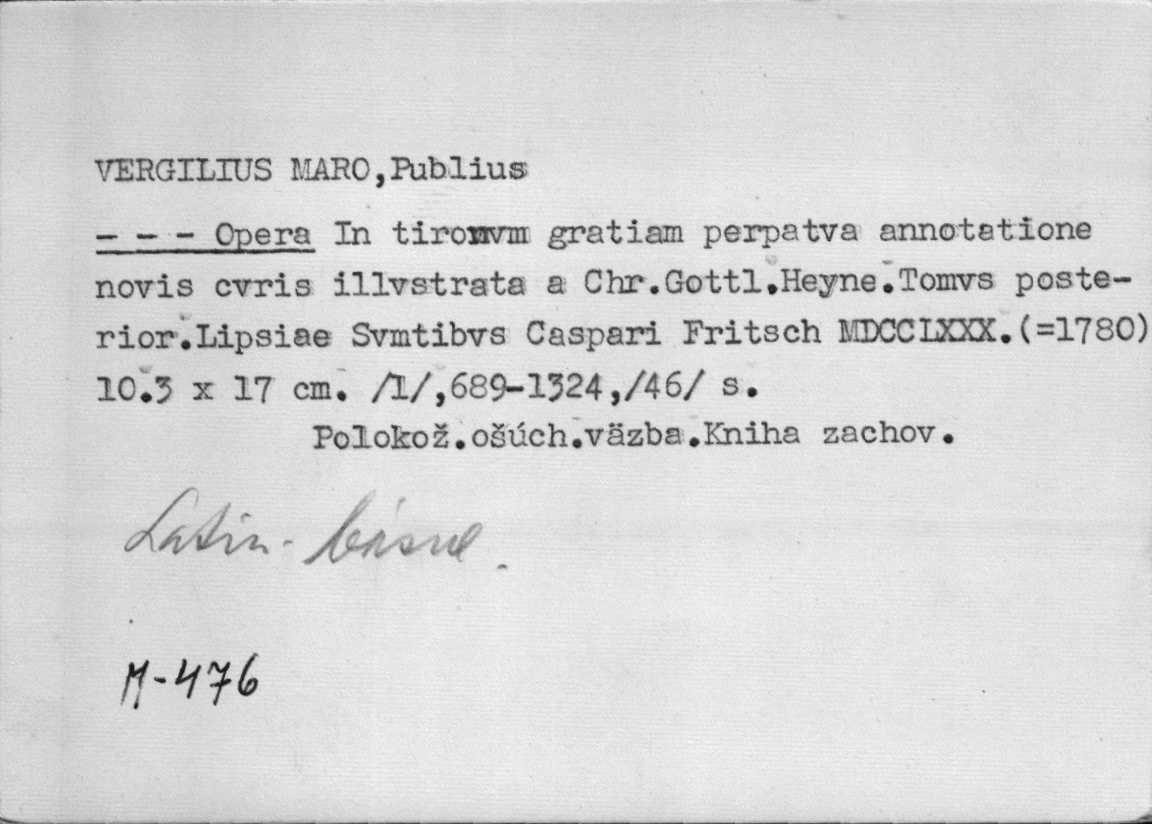 VERGILIUS MARO,Publius
- - - Opera In tironvm gratiam perpatva annotatione
novis cvris illvstrata a Chr.Gottl.Heyne.Tomvs poste-
rior.Lipsiae Svmtibvs Caspari Fritsch MDCCLXXX.(=1780)
10.3 x 17 cm. /1/,689-1324,/46/ s.
Polokož.ošúch.väzba.Kniha zachov.
Latin- básne.
M-476